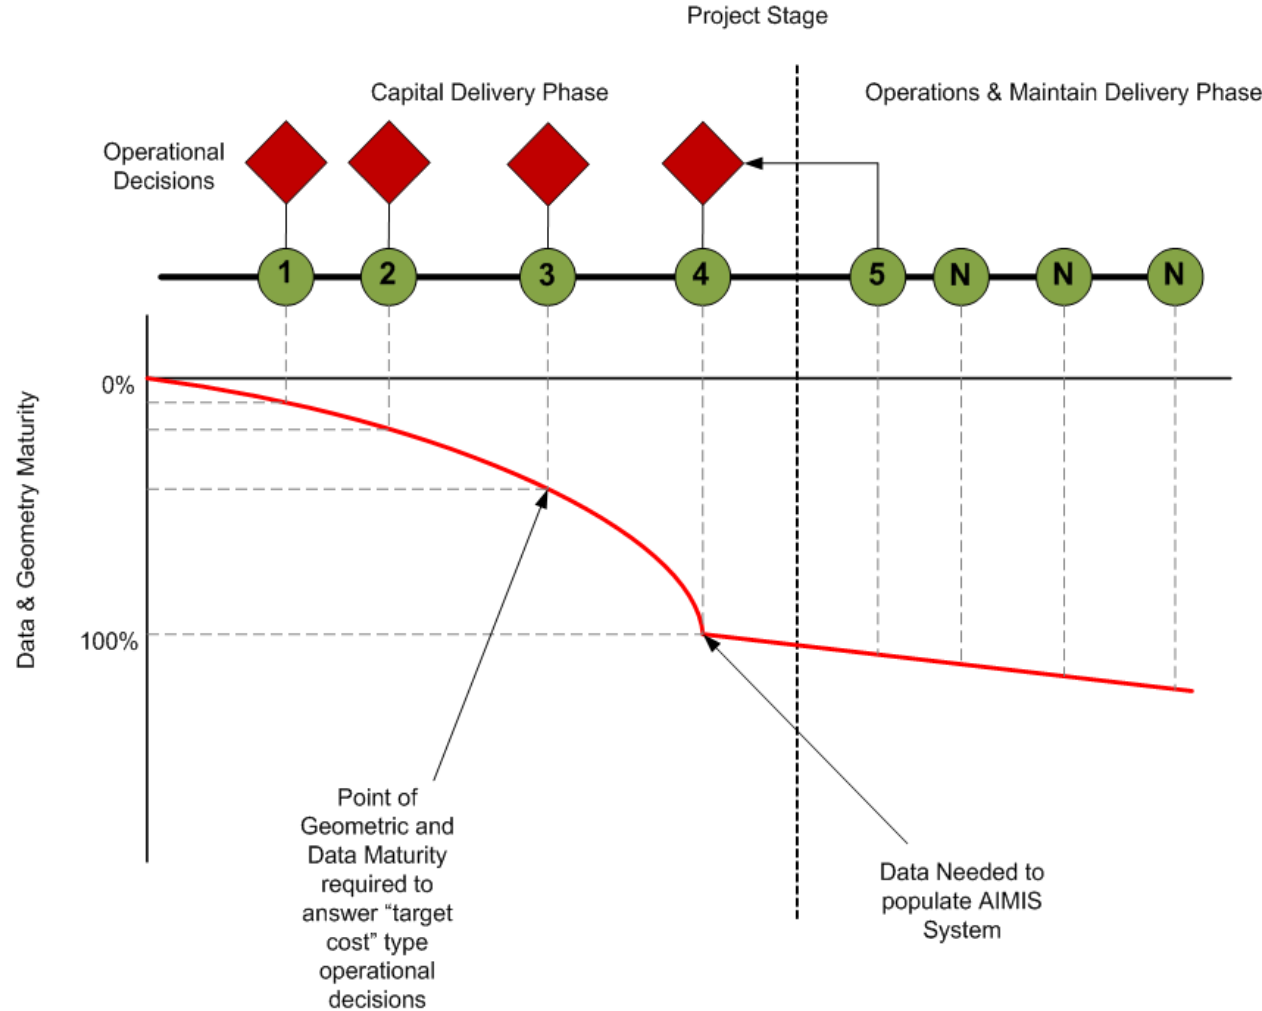 Project Stage
Capital Delivery Phase
Operations & Maintain Delivery Phase
Operational
Decisions
1
2
3
4
5
N
N
N
0%
100%
Data & Geometry Maturity
Point of
Geometric and
Data Maturity
required to
answer “target
cost” type
operational
decisions
Data Needed to
populate AIMIS
System